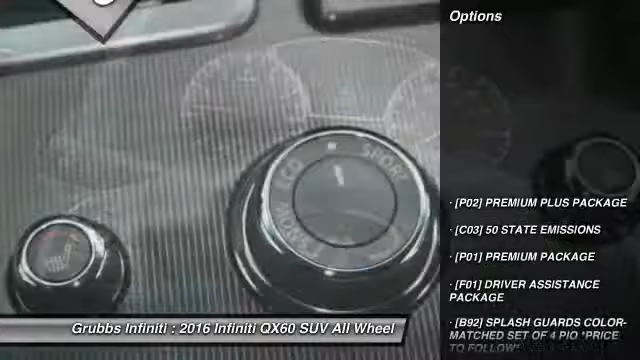 Options
SPORT
ECO
SNOW
· [P02] PREMIUM PLUS PACKAGE
· [C03] 50 STATE EMISSIONS
· [P01] PREMIUM PACKAGE
· [F01] DRIVER ASSISTANCE
PACKAGE
· [B92] SPLASH GUARDS COLOR-
MATCHED SET OF 4 PIO *PRICE
TO FOLLOW*
Grubbs Infiniti : 2016 Infiniti QX60 SUV All Wheel